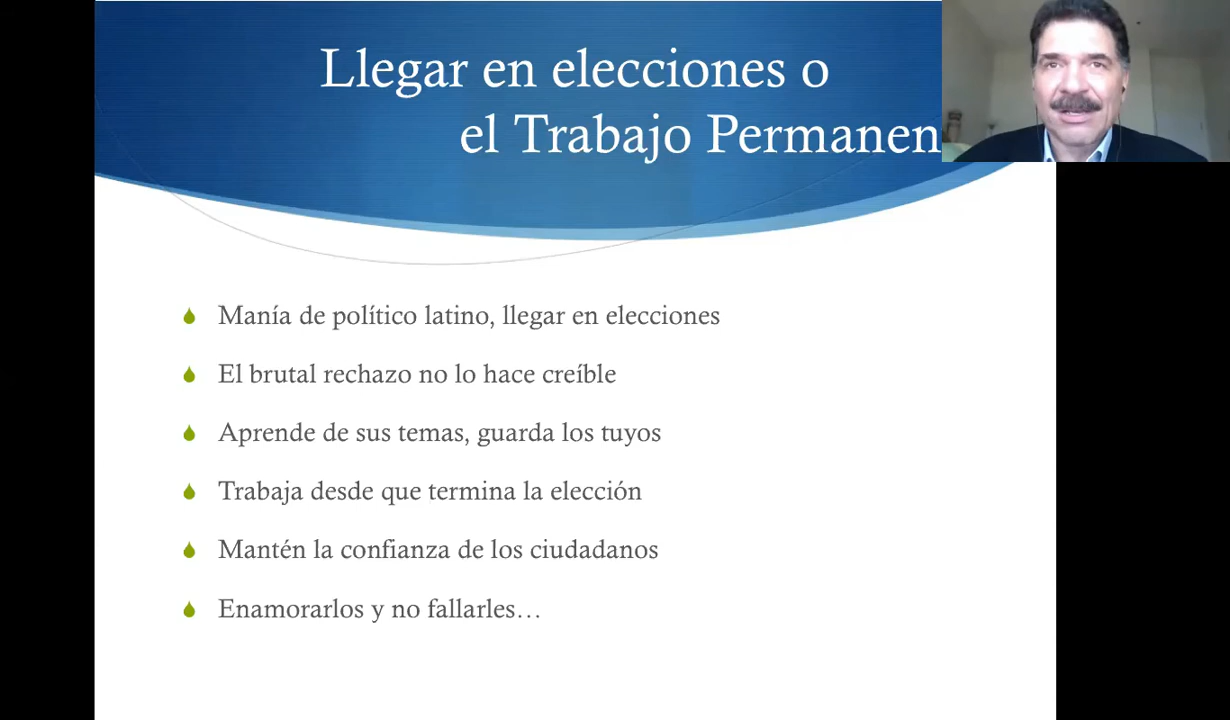 Llegar en elecciones o
el Trabajo Permanen
Manía de político latino, llegar en elecciones
El brutal rechazo no lo hace creíble
Aprende de sus temas, guarda los tuyos
Trabaja desde que termina la elección
Mantén la confianza de los ciudadanos
Enamorarlos y no fallarles…